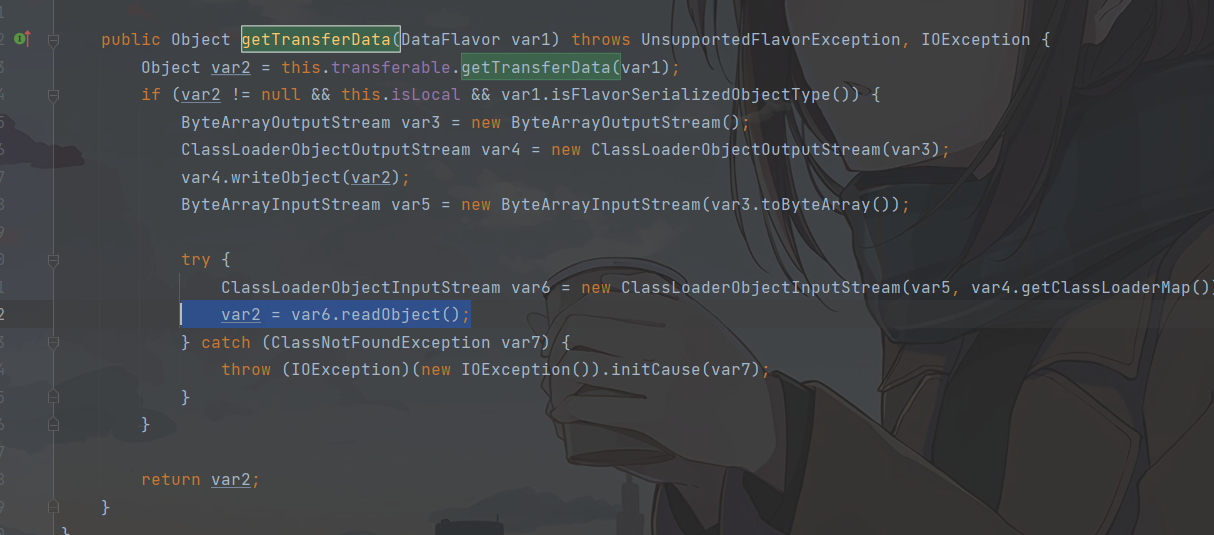 public Object getTransferData(DataFlavor var1) throws UnsupportedFlavorException, IOException {
Object var2 = this.transferable.getTransferData(var1);
if (var2 != null && this.isLocal && var1.isFlavorSerializedObjectType()) {
ByteArrayOutputStream var3 = new ByteArrayOutputStream();
ClassLoaderObjectOutputStream var4 = new ClassLoaderObjectOutputStream(var3);
var4.writeObject(var2);
ByteArrayInputStream var5 = new ByteArrayInputStream(var3.toByteArray());
try {
ClassLoaderObjectInputStream var6 = new ClassLoaderObjectInputStream(var5, var4.getClassLoaderMap())
var2 = var6.readObject();
} catch (ClassNotFoundException var7) {
throw (IOException)(new IOException()).initCause(var7);
}
}
return var2;
}
}